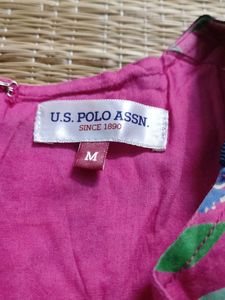 U.S. POLO ASSN.
SINCE 1890
M